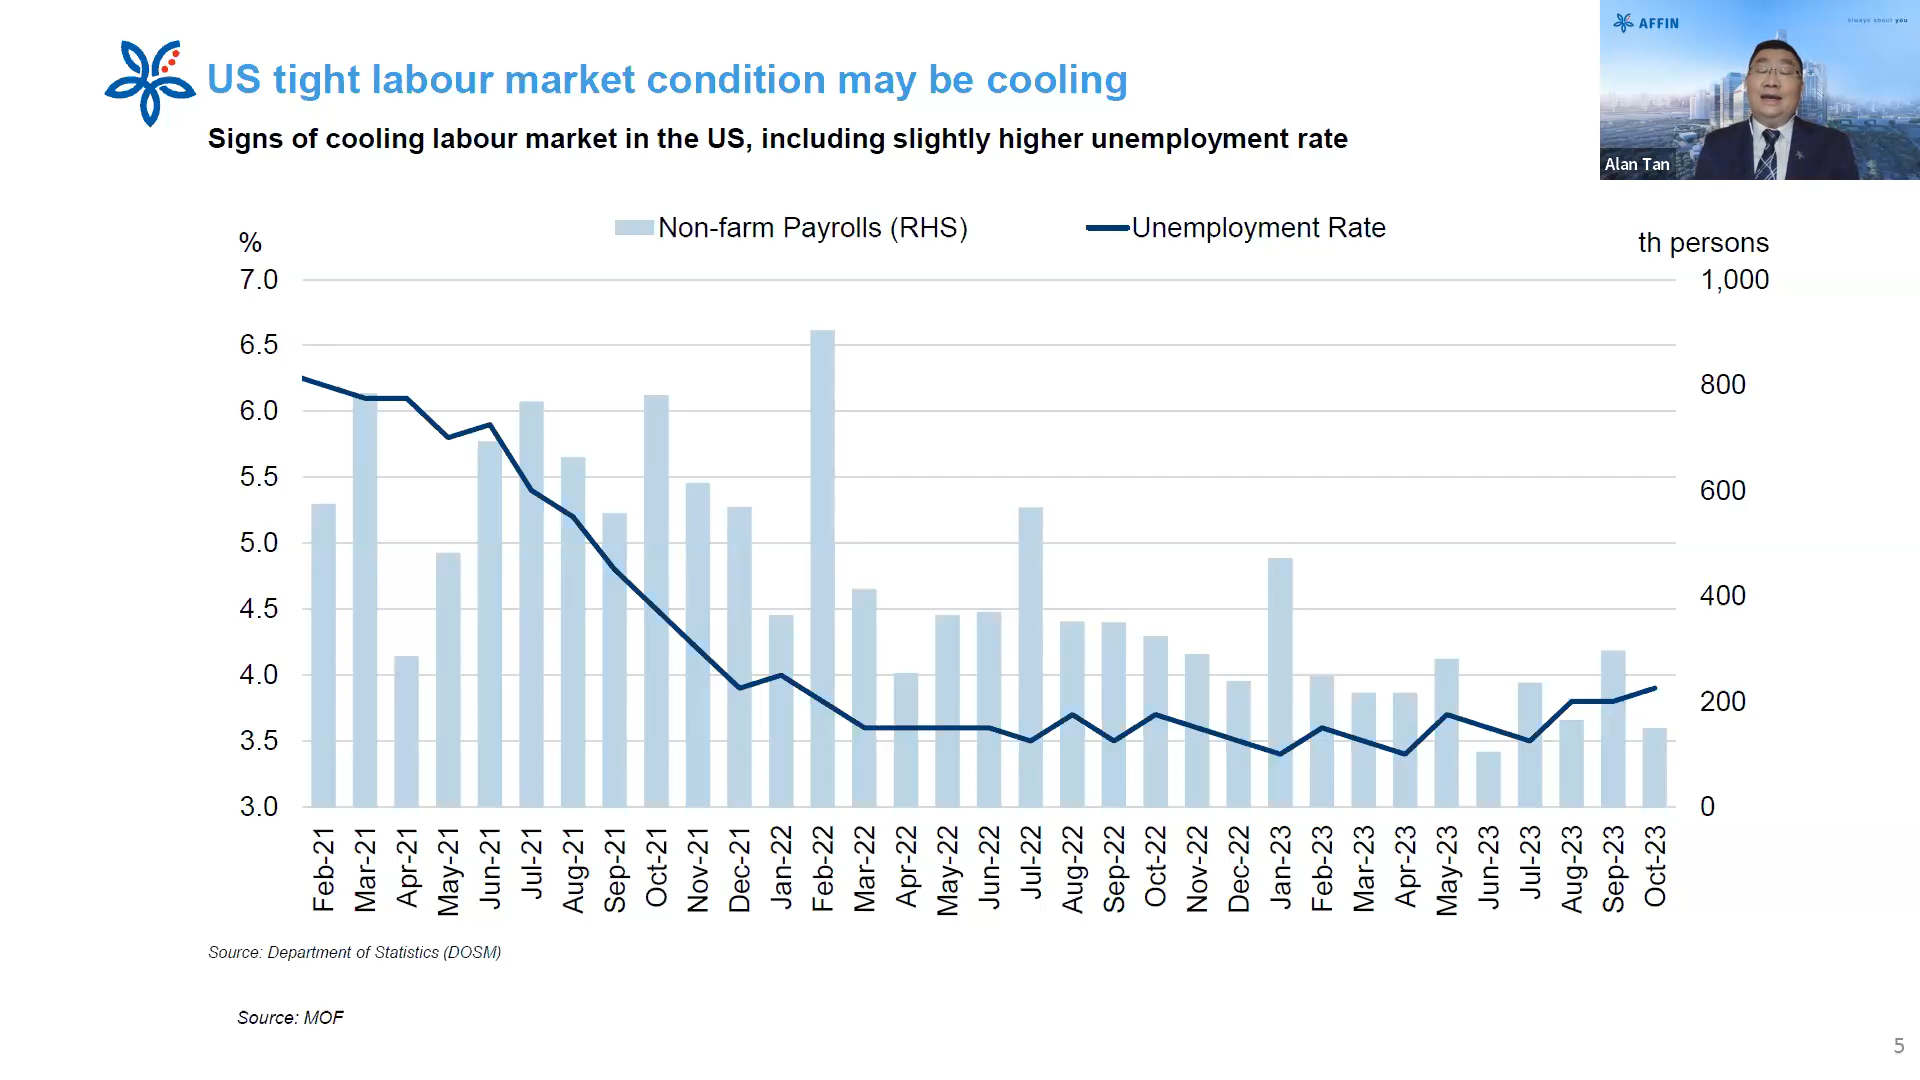 US tight labour market condition may be cooling
Signs of cooling labour market in the US, including slightly higher unemployment rate
AFFIN
always about you
Alan Tan
Non-farm Payrolls (RHS)
Unemployment Rate
%
th persons
7.0
6.5
6.0
5.5
5.0
4.5
4.0
3.5
3.0
1,000
800
600
400
200
0
Feb-21
Mar-21
Apr-21
May-21
Jun-21
Jul-21
Aug-21
Sep-21
Oct-21
Nov-21
Dec-21
Jan-22
Feb-22
Mar-22
Apr-22
May-22
Jun-22
Jul-22
Aug-22
Sep-22
Oct-22
Nov-22
Dec-22
Jan-23
Feb-23
Mar-23
Apr-23
May-23
Jun-23
Jul-23
Aug-23
Sep-23
Oct-23
Source: Department of Statistics (DOSM)
Source: MOF
5